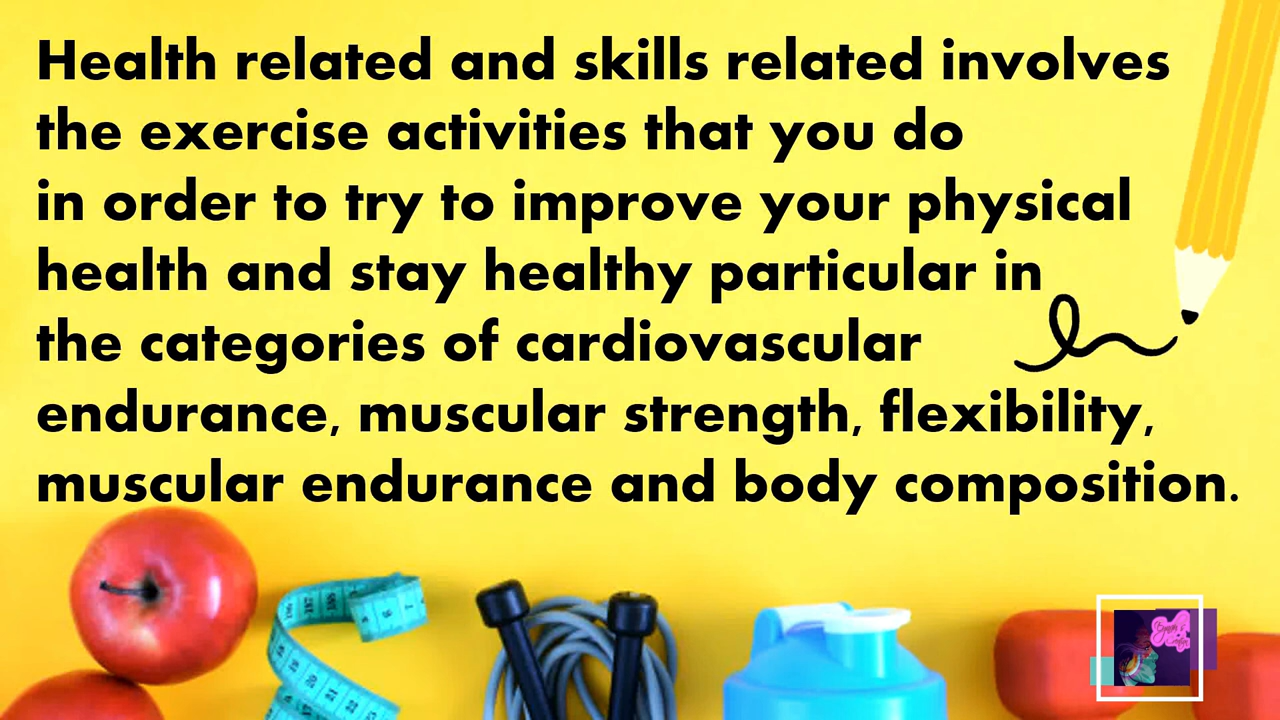 Health related and skills related involves
the exercise activities that you do
in order to try to improve your physical
health and stay healthy particular in
the categories of cardiovascular
endurance, muscular strength, flexibility,
muscular endurance and body composition.